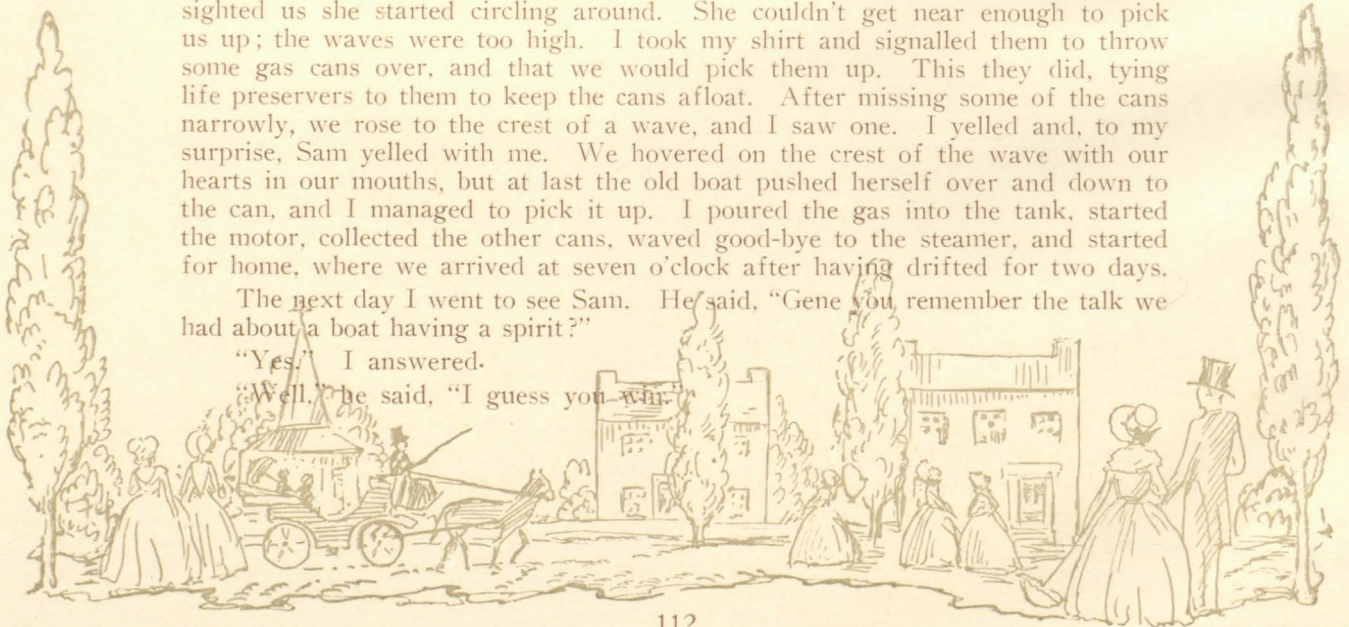 sighted us she started circling around. She couldn't get near enough to pick
us up; the waves were too high. I took my shirt and signalled them to throw
some gas cans over, and that we would pick them up. This they did, tying
life preservers to them to keep the cans afloat. After missing some of the cans
narrowly, we rose to the crest of a wave, and I saw one. I yelled and, to my
surprise, Sam yelled with me. We hovered on the crest of the wave with our
hearts in our mouths, but at last the old boat pushed herself over and down to
the can, and I managed to pick it up. I poured the gas into the tank, started
the motor, collected the other cans, waved good-bye to the steamer, and started
for home, where we arrived at seven o'clock after having drifted for two days.
The next day I went to see Sam. He said, "Gene you remember the talk we
had about a boat having a spirit?"
"Yes." I answered.
"Well," he said, "I guess you win."
112